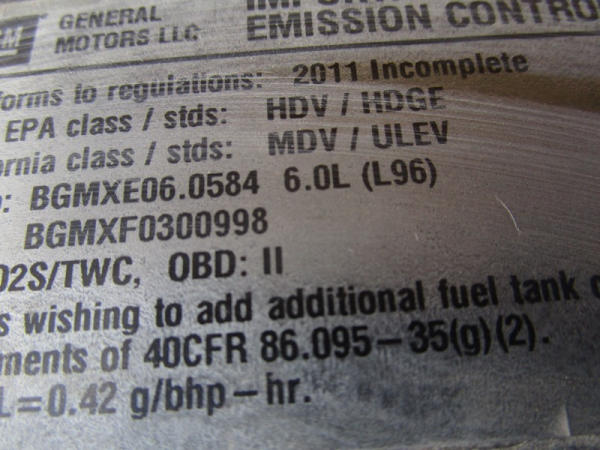 GM GENERAL MOTORS LLC
EMISSION CONTRO
forms to regulations: 2011 Incomplete
EPA class / stds: HDV / HDGE
ornia class / stds: MDV / ULEV
: BGMXE06.0584 6.0L (L96)
BGMXF0300998
O2S/TWC, OBD: II
s wishing to add additional fuel tank
ments of 40CFR 86.095-35(g)(2).
L=0.42 g/bhp-hr.